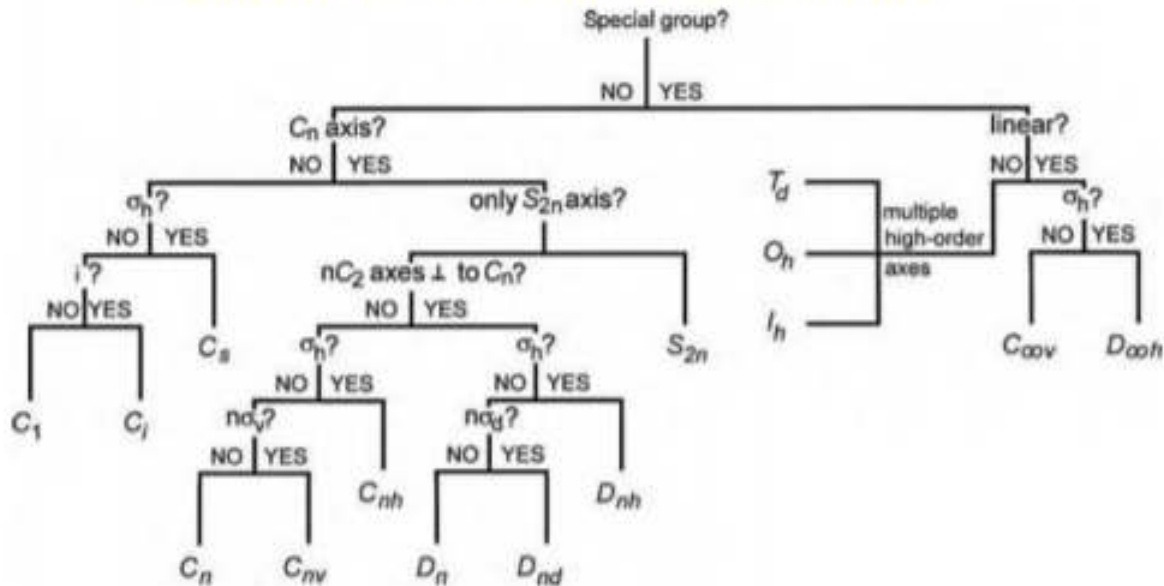 Special group?
NO YES
Cn axis?
linear?
NO YES
NO YES
σh?
only S2n axis?
Td
multiple
high-order
axes
Oh
Ih
σh?
NO YES
NO YES
i?
nC2 axes ⊥ to Cn?
NO YES
NO YES
Cs
σh?
σh?
S2n
C∞v
D∞h
NO YES
NO YES
C1
Ci
nσv?
nσd?
NO YES
NO YES
Cnh
Dnh
Cn
Cnv
Dn
Dnd